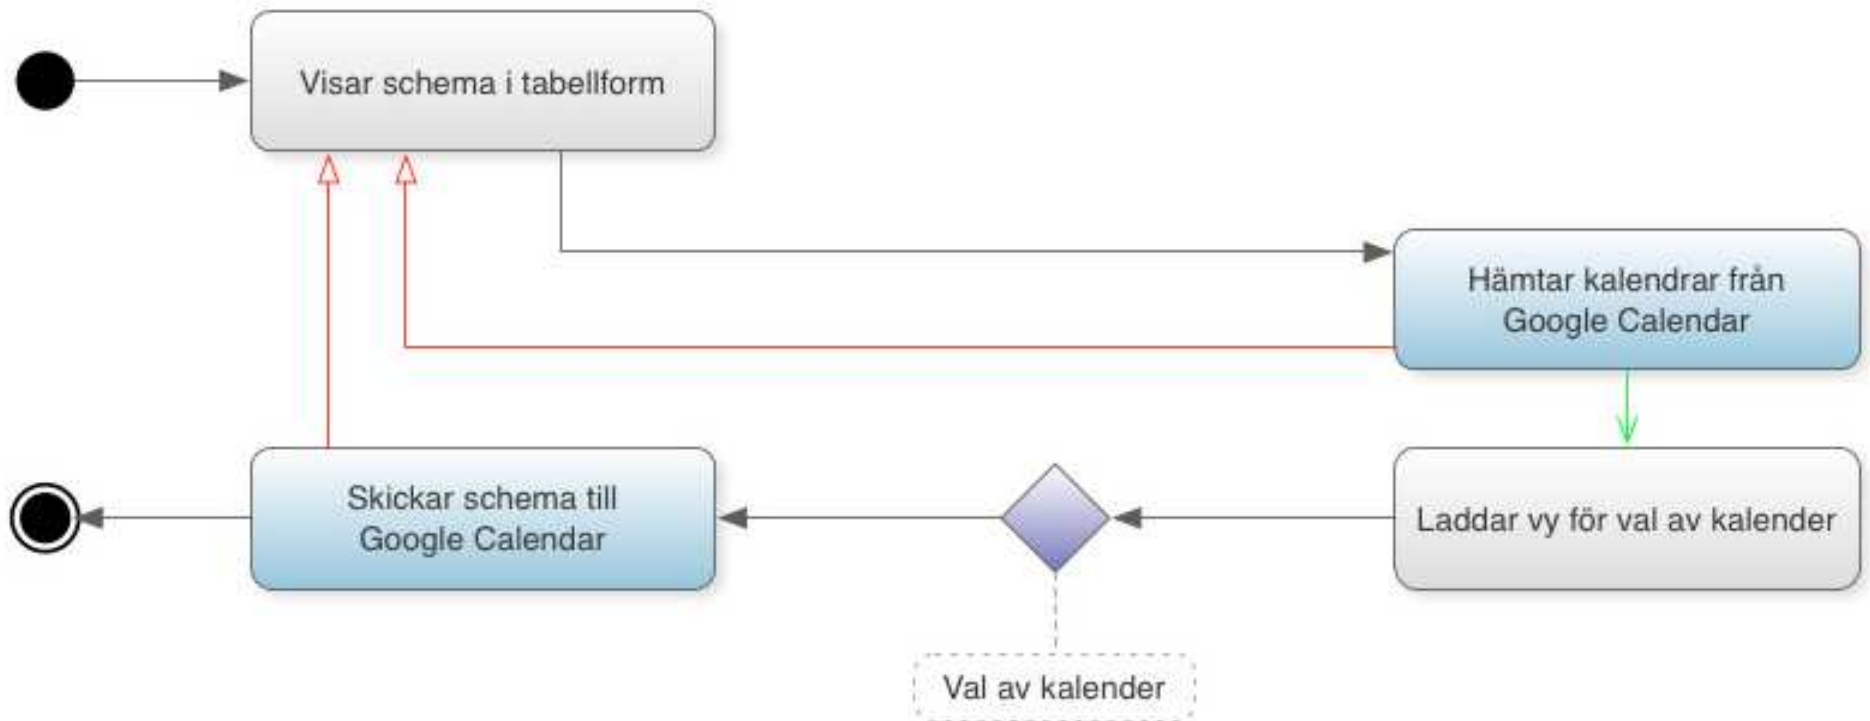 Visar schema i tabellform
Hämtar kalendrar från
Google Calendar
Skickar schema till
Google Calendar
Laddar vy för val av kalender
Val av kalender